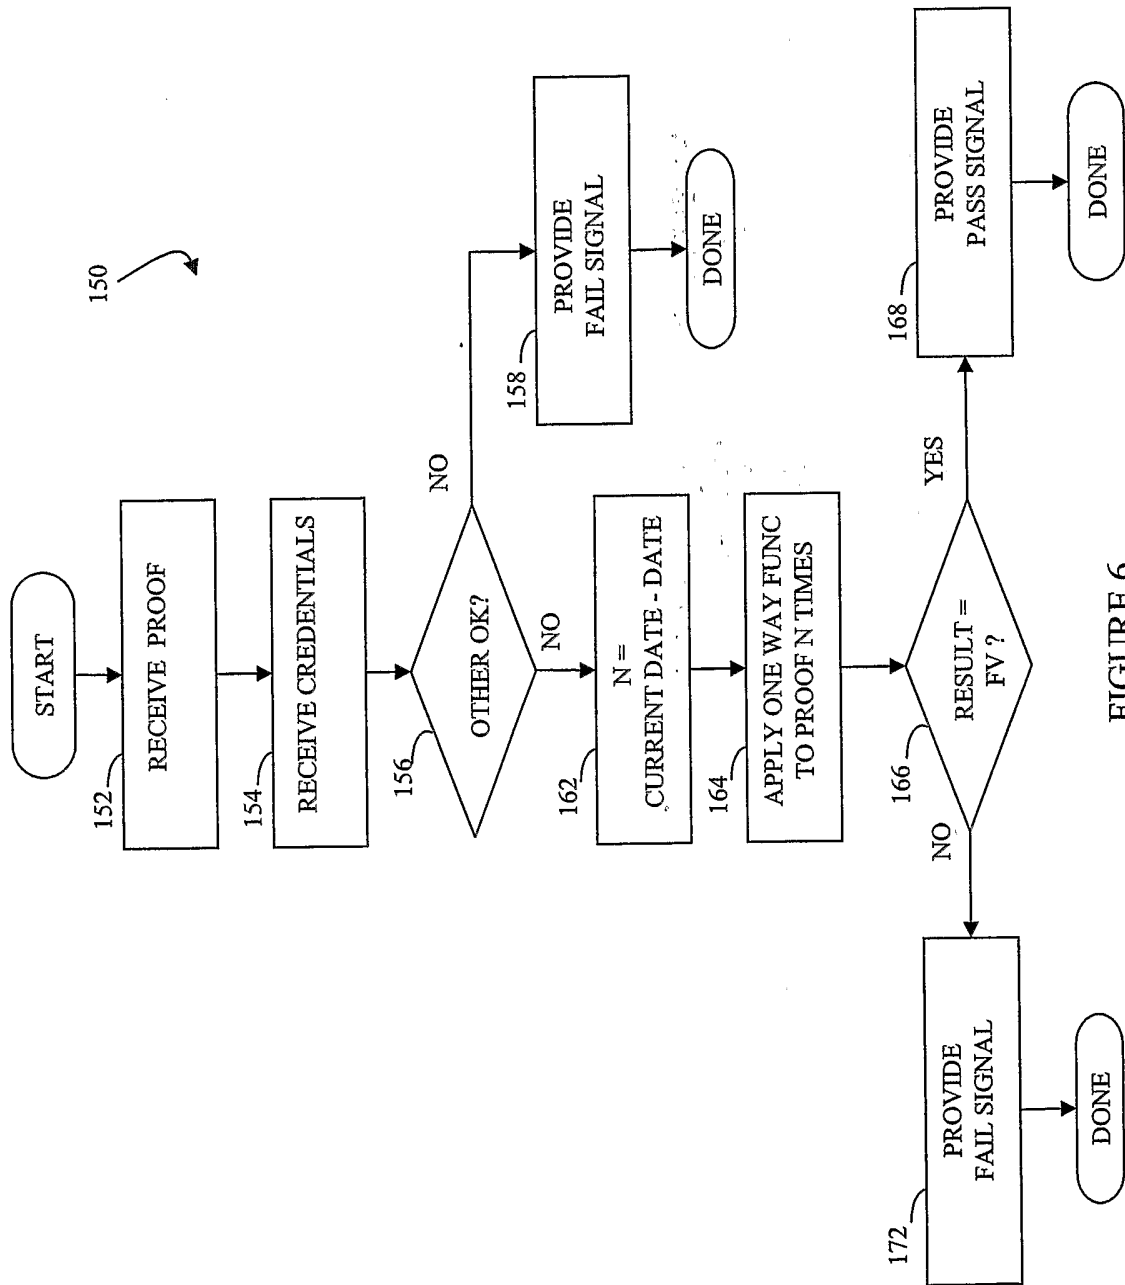 150
START
152
RECEIVE PROOF
154
RECEIVE CREDENTIALS
156
OTHER OK?
NO
NO
158
PROVIDE
FAIL SIGNAL
DONE
162
N =
CURRENT DATE - DATE
164
APPLY ONE WAY FUNC
TO PROOF N TIMES
166
RESULT =
FV ?
YES
168
PROVIDE
PASS SIGNAL
DONE
NO
172
PROVIDE
FAIL SIGNAL
DONE
FIGURE 6